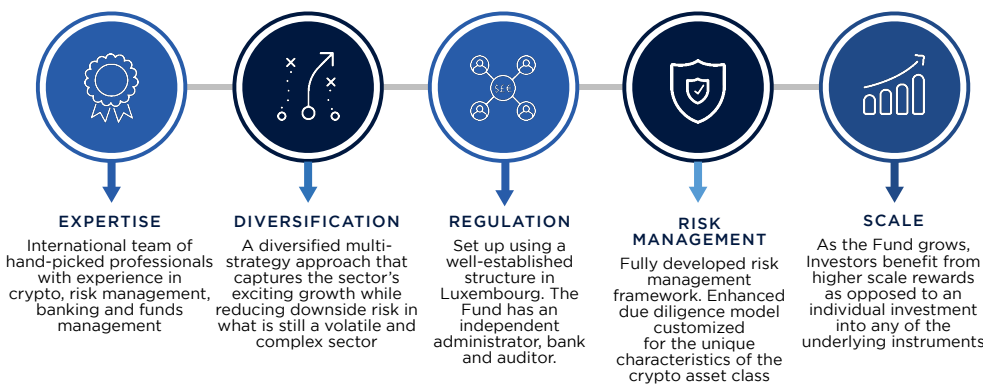 S£€
EXPERTISE
International team of
hand-picked professionals
with experience in
crypto, risk management,
banking and funds
management
DIVERSIFICATION
A diversified multi-
strategy approach that
captures the sector's
exciting growth while
reducing downside risk in
what is still a volatile and
complex sector
REGULATION
Set up using a
well-established
structure in
Luxembourg. The
Fund has an
independent
administrator, bank
and auditor.
RISK
MANAGEMENT
Fully developed risk
management
framework. Enhanced
due diligence model
customized
for the unique
characteristics of the
crypto asset class
SCALE
As the Fund grows,
Investors benefit from
higher scale rewards
as opposed to an
individual investment
into any of the
underlying instruments